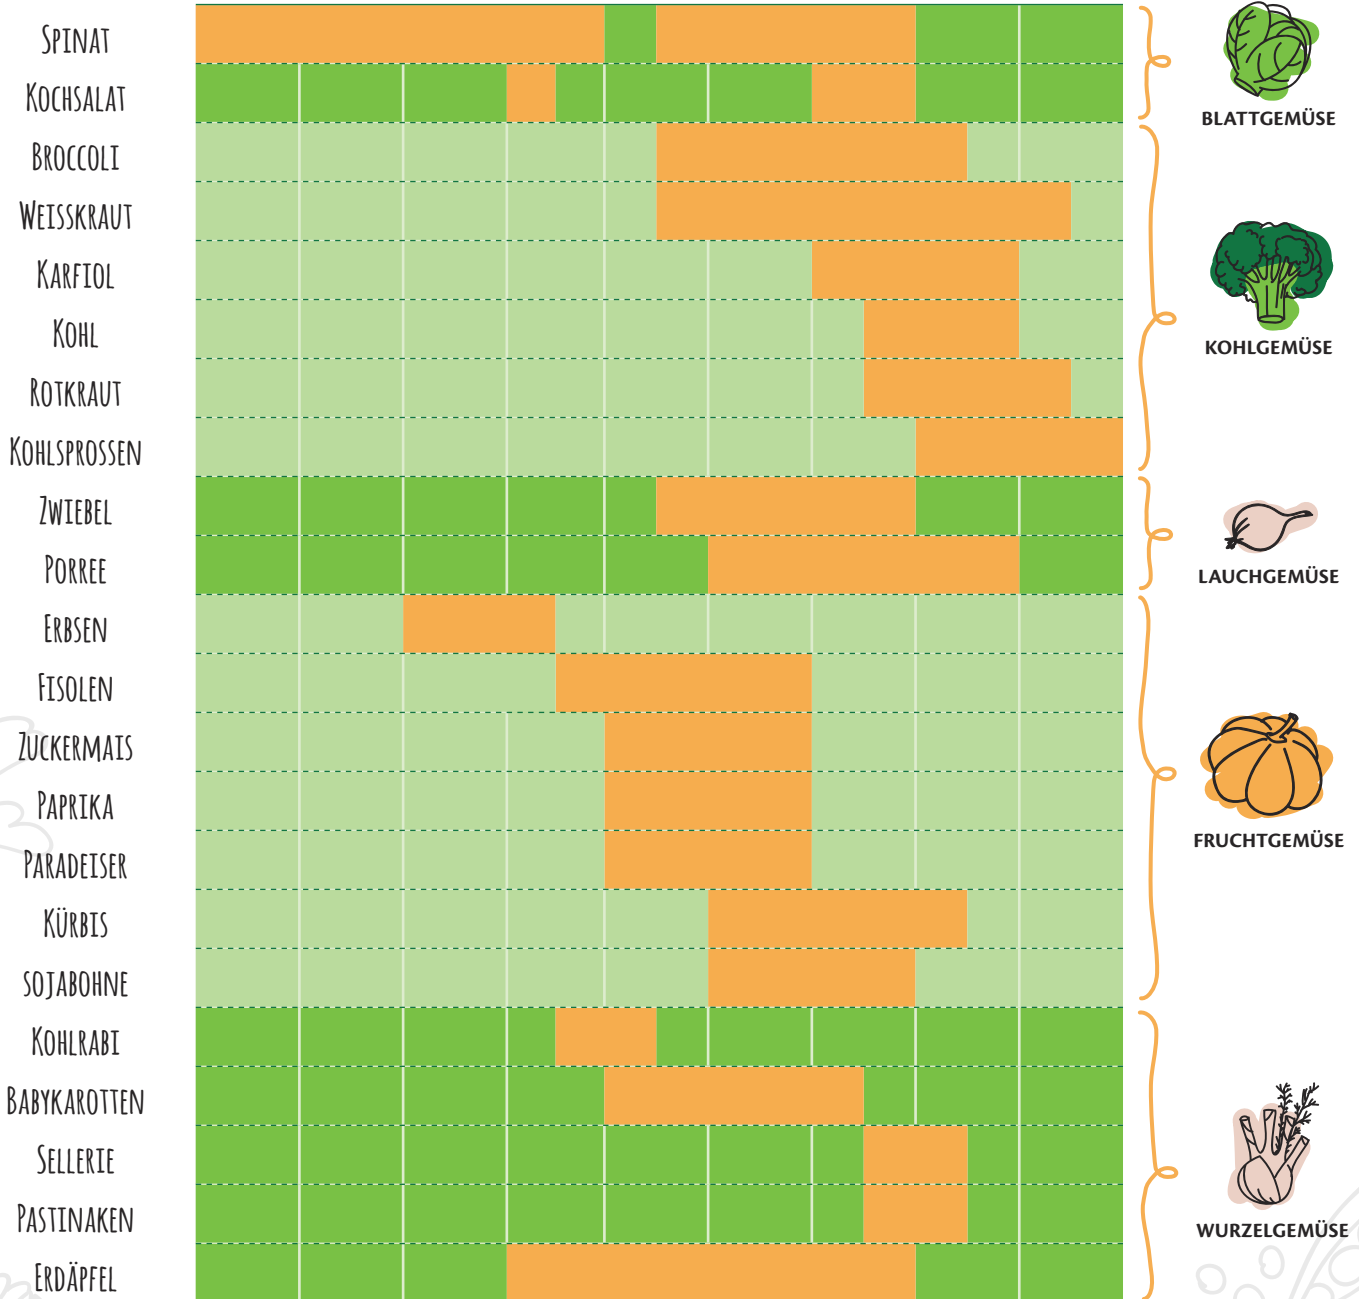 SPINAT
KOCHSALAT
BROCCOLI
WEISSKRAUT
KARFIOL
KOHL
ROTKRAUT
KOHLSPROSSEN
ZWIEBEL
PORREE
ERBSEN
FISOLEN
ZUCKERMAIS
PAPRIKA
PARADEISER
KÜRBIS
SOJABOHNE
KOHLRABI
BABYKAROTTEN
SELLERIE
PASTINAKEN
ERDÄPFEL
BLATTGEMÜSE
KOHLGEMÜSE
LAUCHGEMÜSE
FRUCHTGEMÜSE
WURZELGEMÜSE